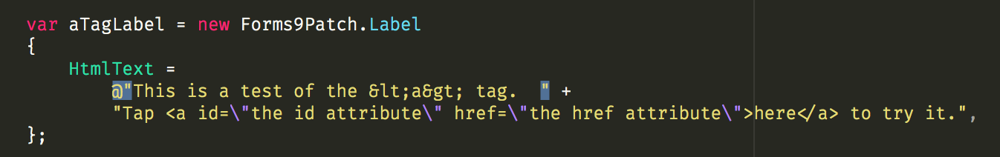 var aTagLabel = new Forms9Patch.Label
{
    HtmlText =
        @"This is a test of the &lt;a&gt; tag.  " +
        "Tap <a id=\"the id attribute\" href=\"the href attribute\">here</a> to try it.",
};